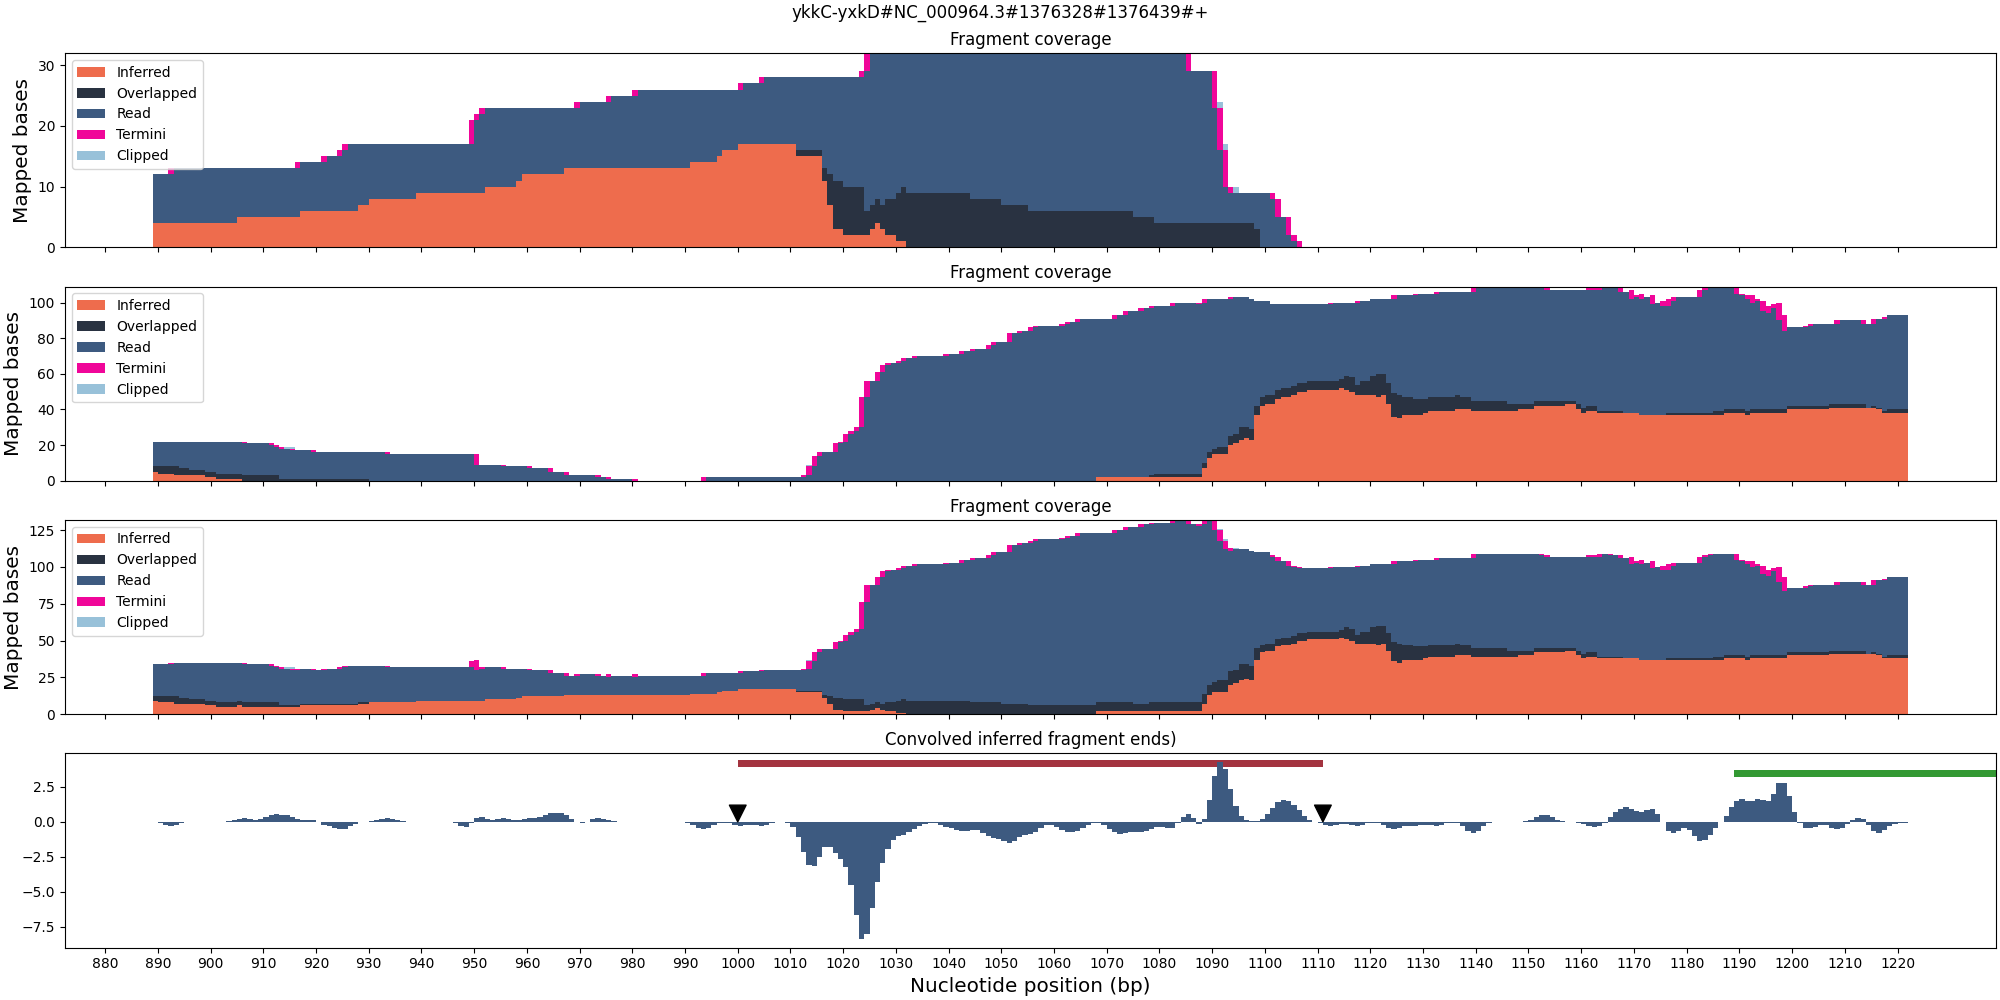 ykkC-yxkD#NC_000964.3#1376328#1376439#+
Fragment coverage
Mapped bases
30
20
10
0
Inferred
Overlapped
Read
Termini
Clipped
Fragment coverage
Mapped bases
100
80
60
40
20
0
Inferred
Overlapped
Read
Termini
Clipped
Fragment coverage
Mapped bases
125
100
75
50
25
0
Inferred
Overlapped
Read
Termini
Clipped
Convolved inferred fragment ends)
2.5
0.0
−2.5
−5.0
−7.5
880 890 900 910 920 930 940 950 960 970 980 990 1000 1010 1020 1030 1040 1050 1060 1070 1080 1090 1100 1110 1120 1130 1140 1150 1160 1170 1180 1190 1200 1210 1220
Nucleotide position (bp)